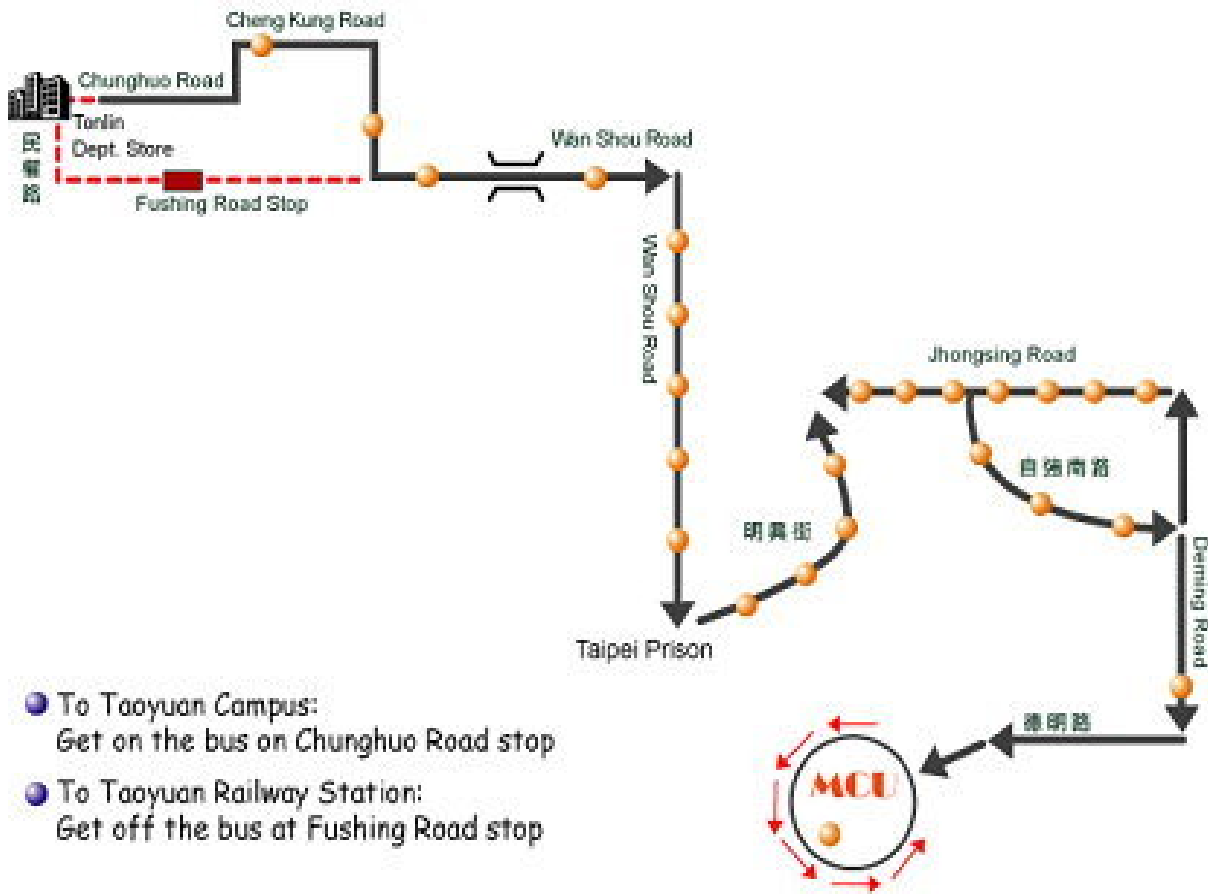 Cheng Kung Road
Chunghuo Road
Tonlin
Dept. Store
民權路
Fushing Road Stop
Wan Shou Road
Wan Shou Road
Jhongsing Road
自強南路
明興街
Deming Road
Taipei Prison
德明路
MCU
To Taoyuan Campus:
Get on the bus on Chunghuo Road stop
To Taoyuan Railway Station:
Get off the bus at Fushing Road stop